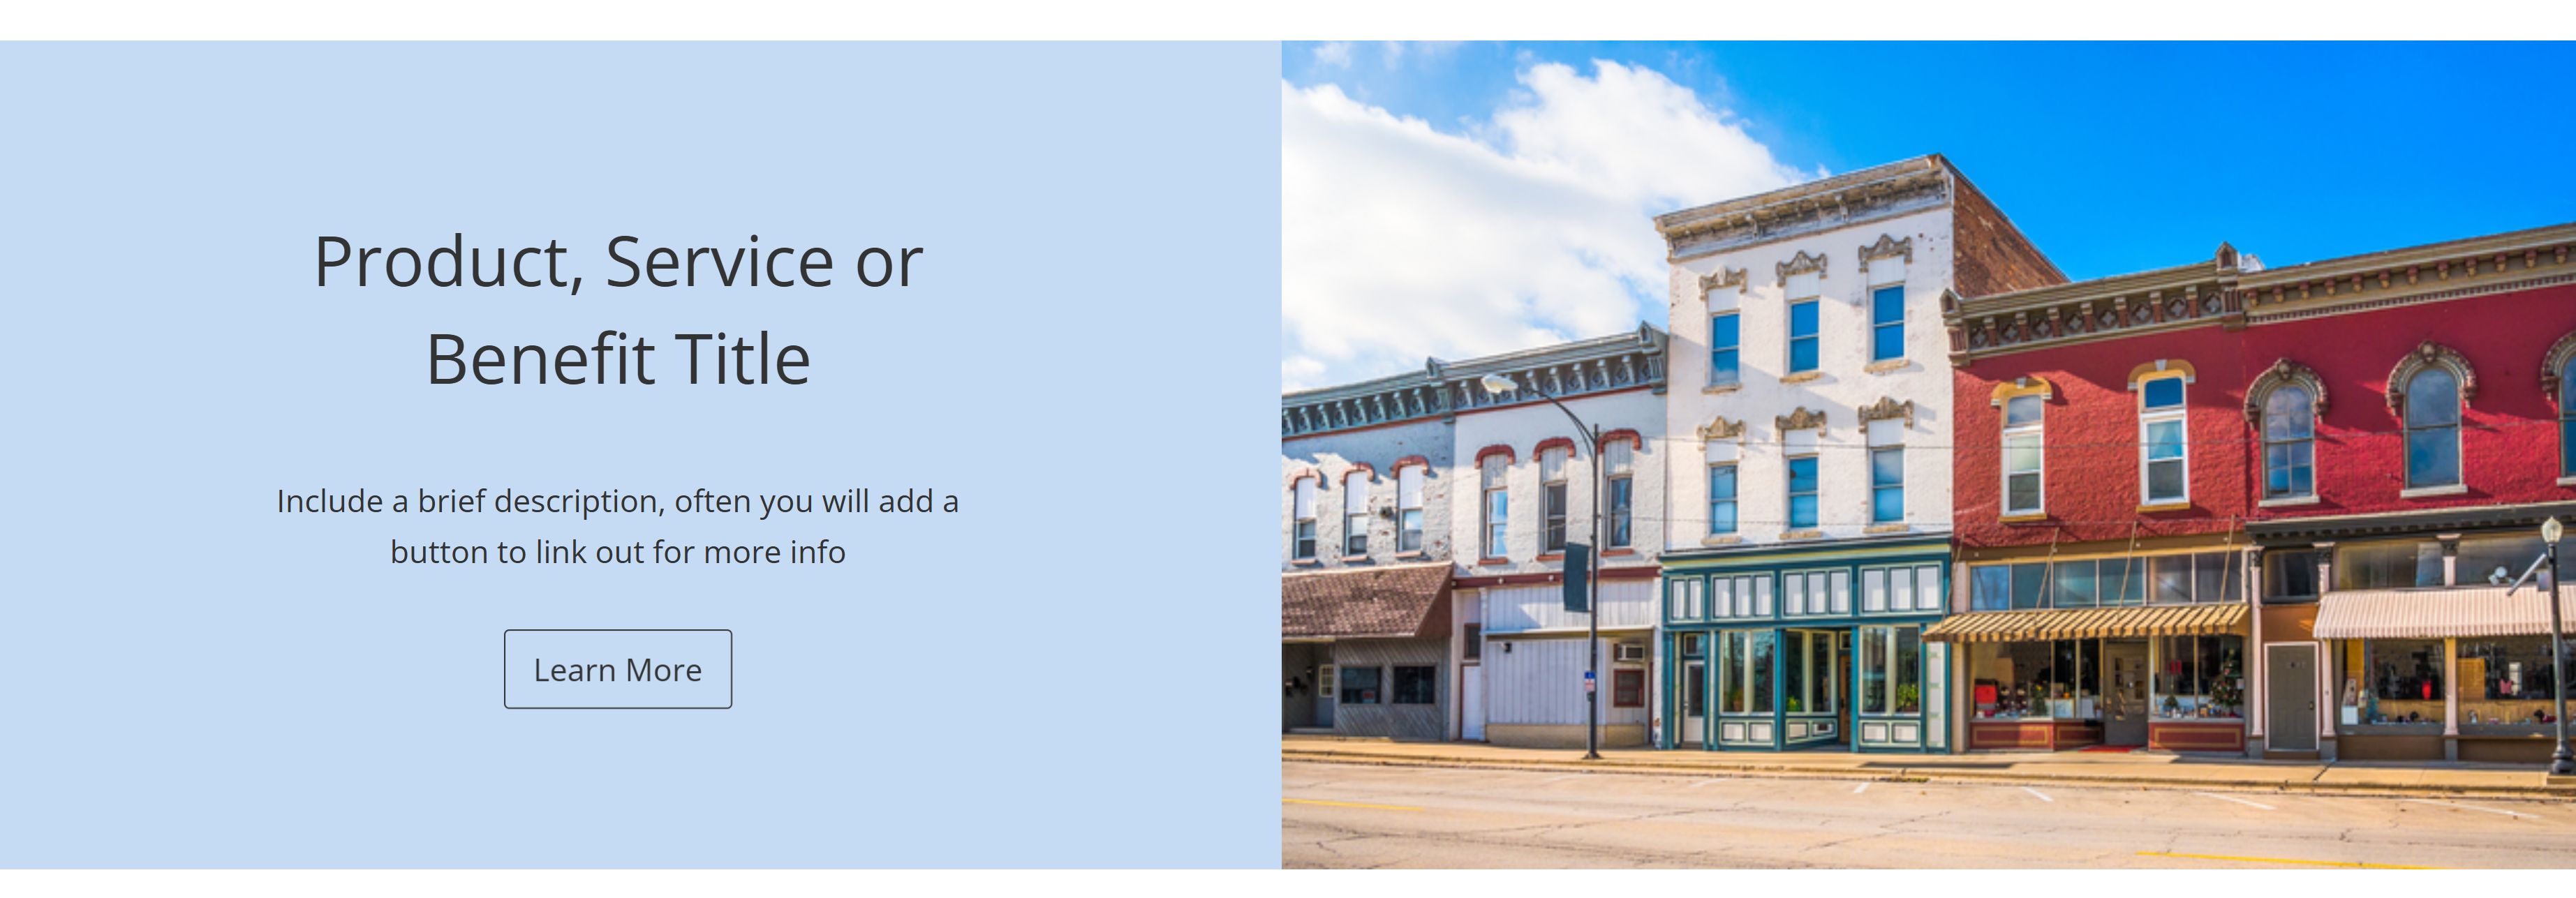 Product, Service or
Benefit Title
Include a brief description, often you will add a
button to link out for more info
Learn More